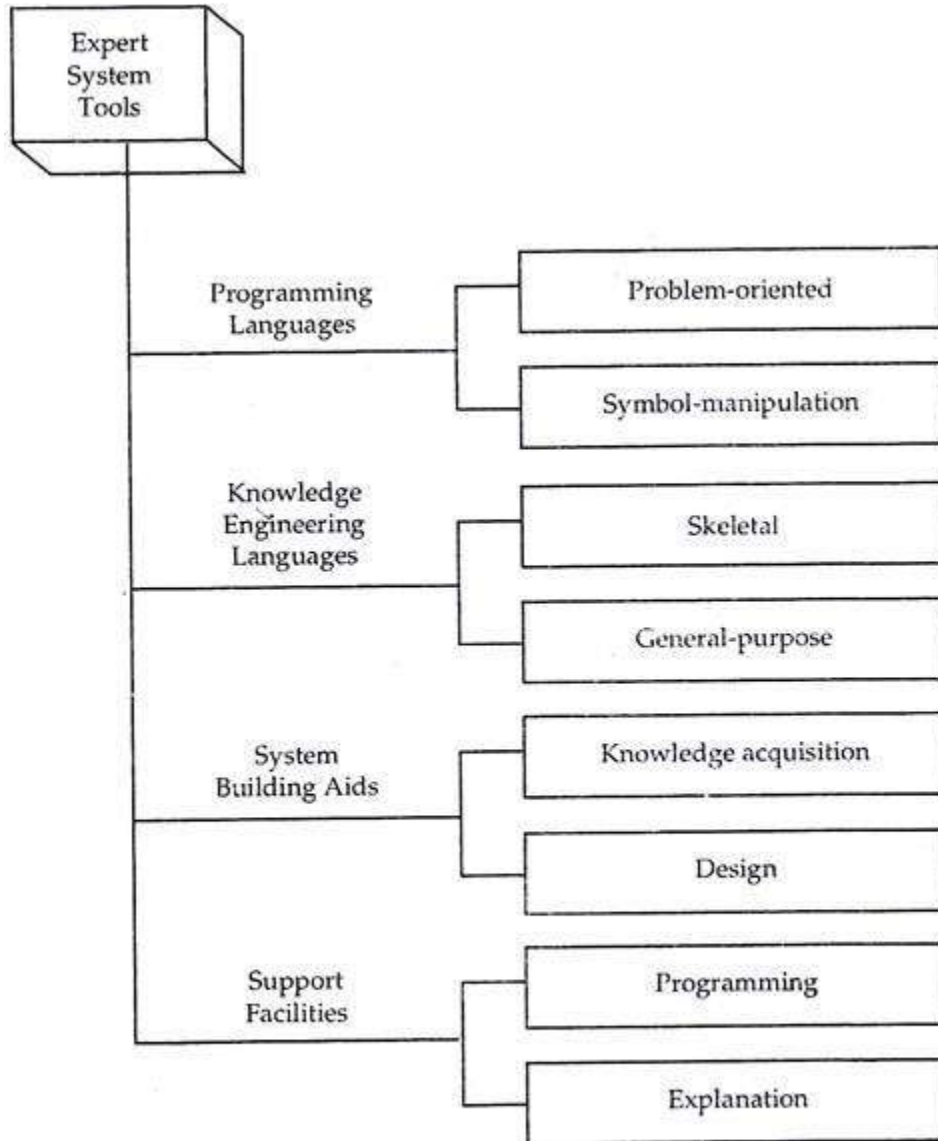 Expert
System
Tools
Programming
Languages
Problem-oriented
Symbol-manipulation
Knowledge
Engineering
Languages
Skeletal
General-purpose
System
Building Aids
Knowledge acquisition
Design
Support
Facilities
Programming
Explanation